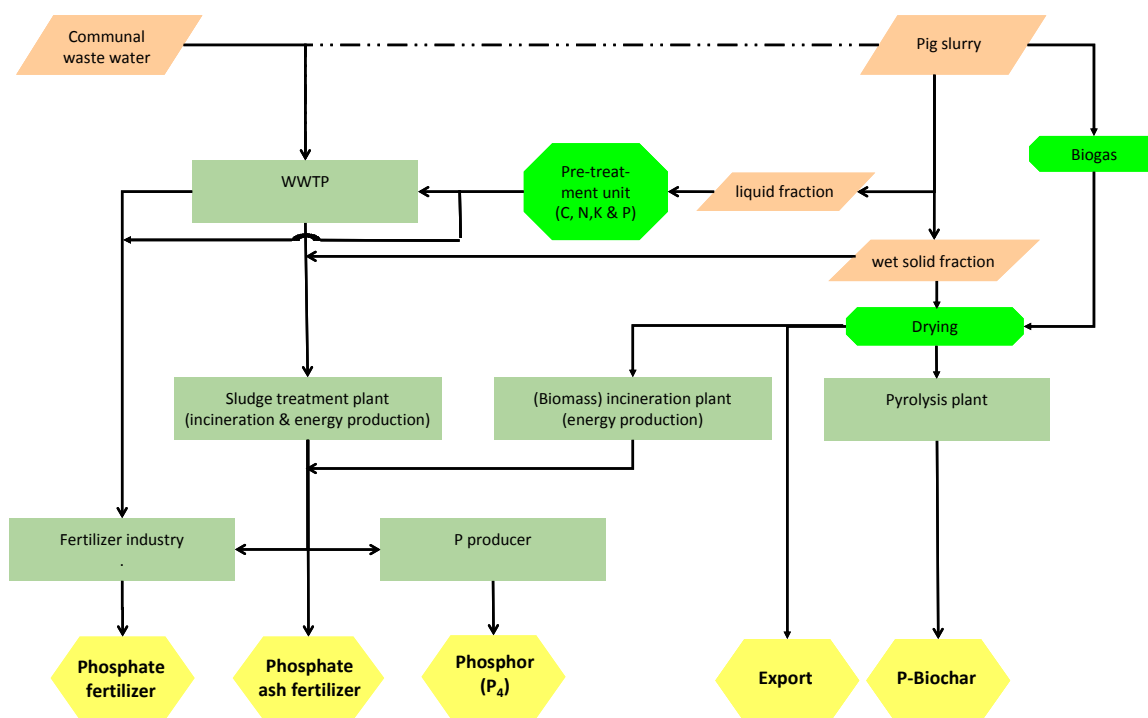 Communal
waste water
Pig slurry
Biogas
WWTP
Pre-treat-
ment unit
(C, N,K & P)
liquid fraction
wet solid fraction
Drying
Sludge treatment plant
(incineration & energy production)
(Biomass) incineration plant
(energy production)
Pyrolysis plant
Fertilizer industry
.
P producer
Phosphate
fertilizer
Phosphate
ash fertilizer
Phosphor
(P₄)
Export
P-Biochar